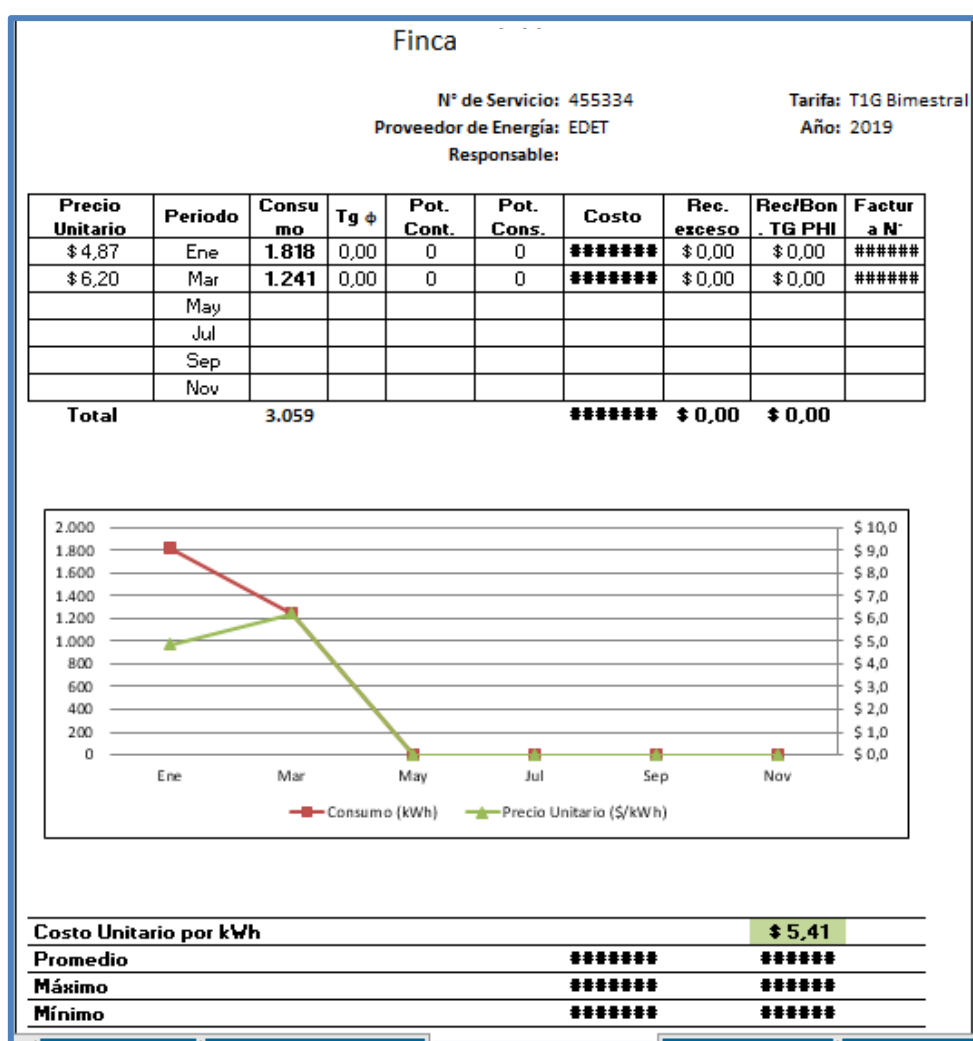 Finca
N° de Servicio: 455334 Tarifa: T1G Bimestral
Proveedor de Energía: EDET Año: 2019
Responsable:
Precio Unitario Periodo Consumo Tg ϕ Pot. Cont. Pot. Cons. Costo Rec. exceso Rec/Bon. TG PHI Factura N°
$ 4,87 Ene 1.818 0,00 0 0 ####### $ 0,00 $ 0,00 ######
$ 6,20 Mar 1.241 0,00 0 0 ####### $ 0,00 $ 0,00 ######
May
Jul
Sep
Nov
Total 3.059 ####### $ 0,00 $ 0,00
2.000 $ 10,0
1.800 $ 9,0
1.600 $ 8,0
1.400 $ 7,0
1.200 $ 6,0
1.000 $ 5,0
800 $ 4,0
600 $ 3,0
400 $ 2,0
200 $ 1,0
0 $ 0,0
Ene Mar May Jul Sep Nov
Consumo (kWh) Precio Unitario ($/kWh)
Costo Unitario por kWh $ 5,41
Promedio ####### ######
Máximo ####### ######
Mínimo ####### ######